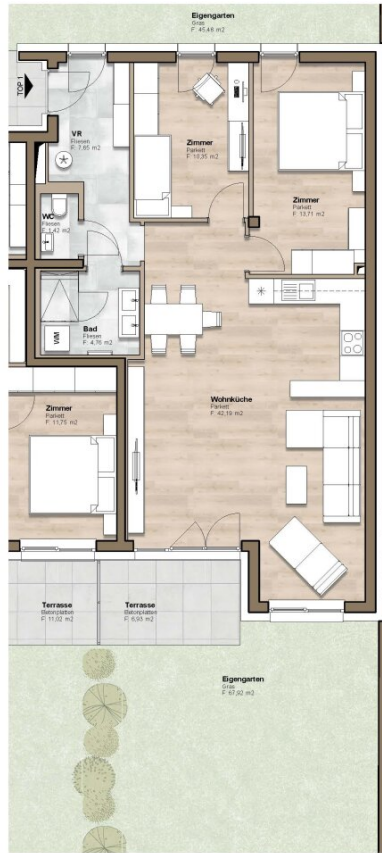 Eigengarten
Gras
F: 45,46 m2
TOP 1
VR
Fliesen
F: 7,85 m2
Zimmer
Parkett
F: 10,35 m2
Zimmer
Parkett
F: 13,71 m2
WC
Fliesen
F: 1,42 m2
Bad
Fliesen
F: 4,76 m2
WM
Zimmer
Parkett
F: 11,75 m2
Wohnküche
Parkett
F: 42,19 m2
Terrasse
Betonplatten
F: 11,02 m2
Terrasse
Betonplatten
F: 6,93 m2
Eigengarten
Gras
F: 67,92 m2